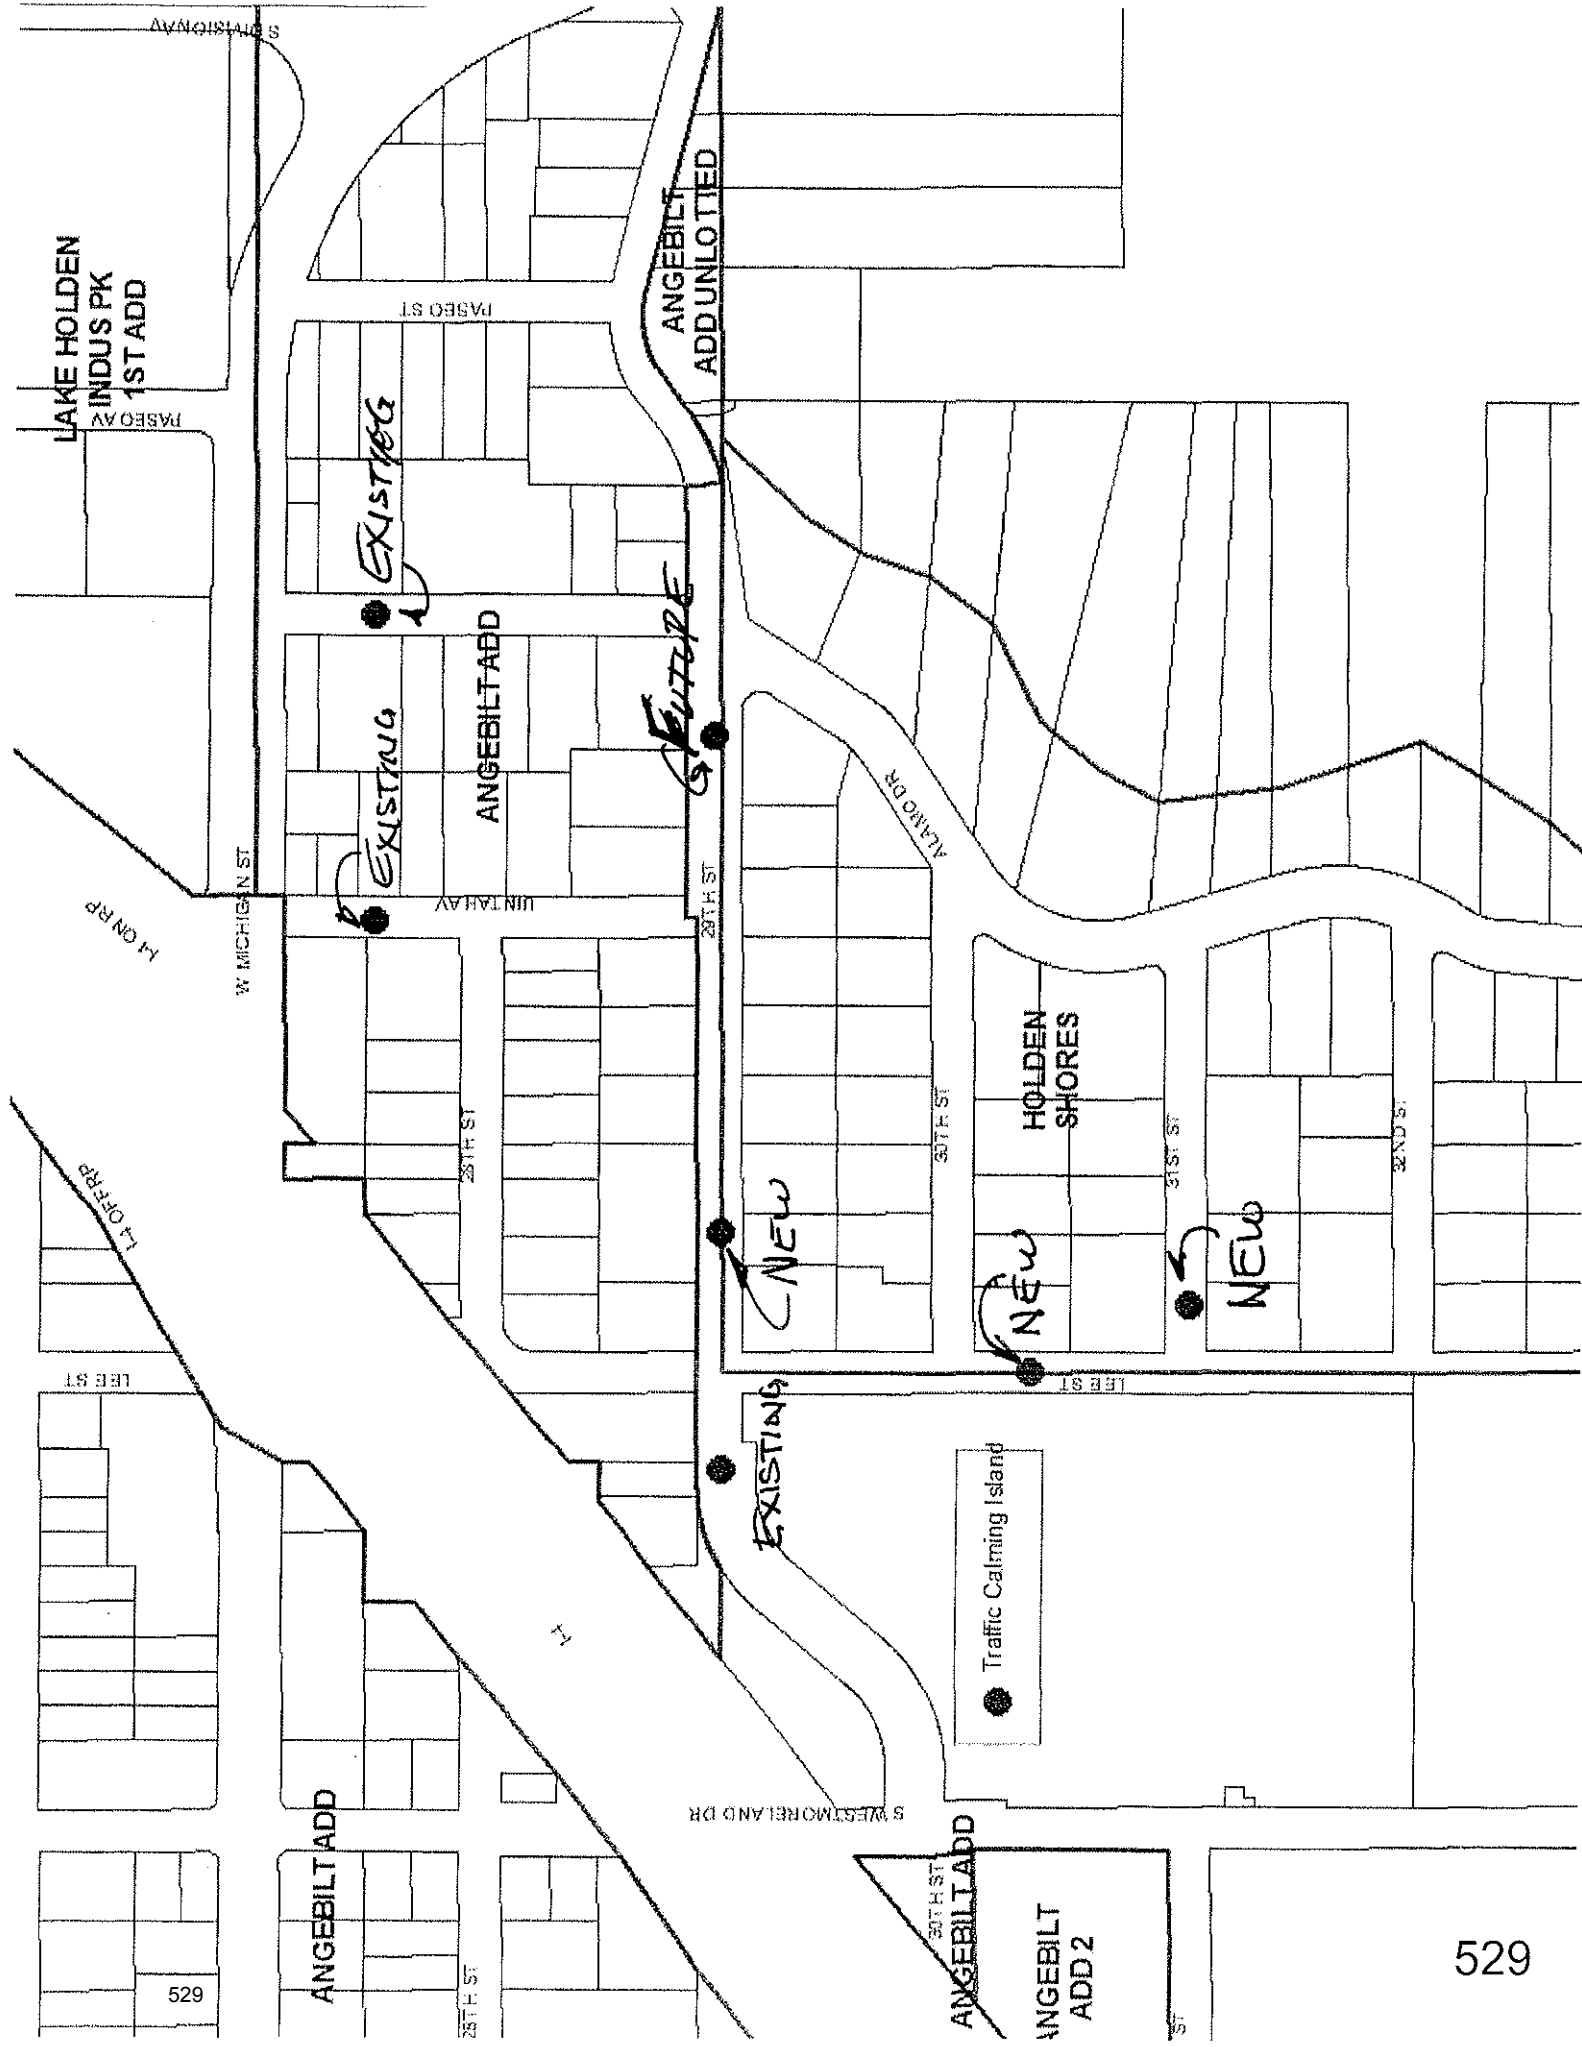 S DIVISION AV
LAKE HOLDEN
INDUS PK
1ST ADD
PASEO AV
PASEO ST
ANGEBILT
ADD UNLOTTED
EXISTING
EXISTING
ANGEBILT ADD
FUTURE
I-4 ON RP
W MICHIGAN ST
UINTAH AV
29TH ST
ALAMO DR
28TH ST
30TH ST
HOLDEN
SHORES
31ST ST
32ND ST
I-4 OFF RP
NEW
NEW
NEW
LEE ST
LEE ST
EXISTING
I-4
Traffic Calming Island
S WESTMORELAND DR
ANGEBILT ADD
28TH ST
30TH ST
ANGEBILT ADD
ANGEBILT
ADD 2
ST
529
529